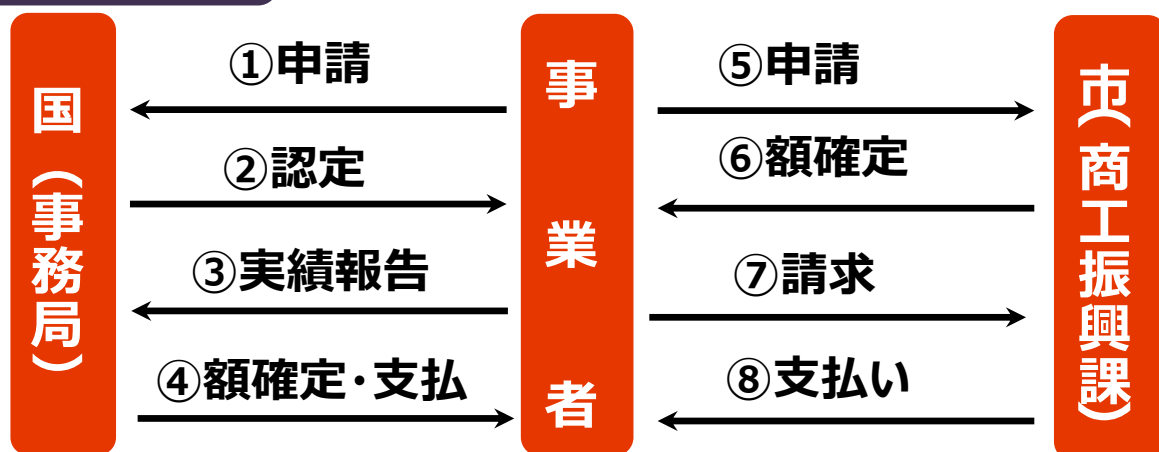 国（事務局）
①申請
②認定
③実績報告
④額確定・支払
事業者
⑤申請
⑥額確定
⑦請求
⑧支払い
市（商工振興課）